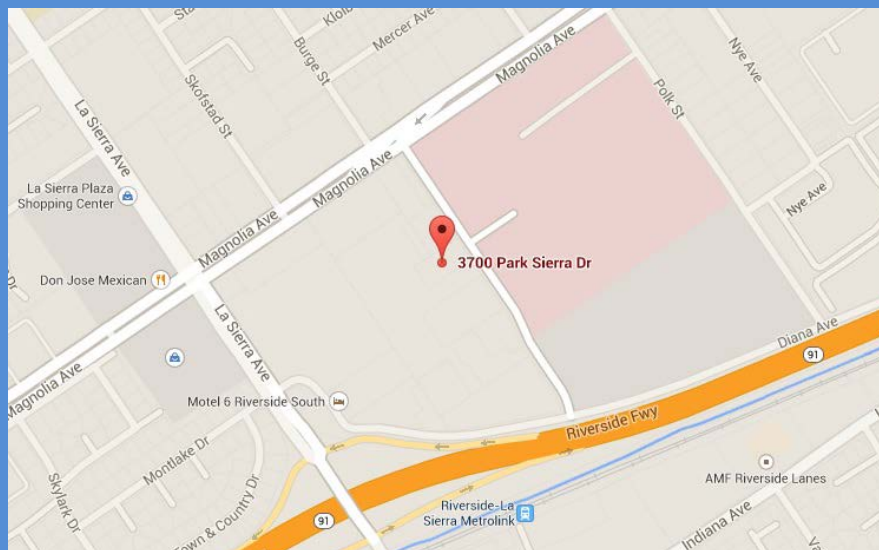 Kloiber
Mercer Ave
Burge St
Magnolia Ave
Nye Ave
Polk St
La Sierra Ave
Skofstad St
La Sierra Plaza
Shopping Center
Magnolia Ave
Magnolia Ave
Nye Ave
3700 Park Sierra Dr
Don Jose Mexican
La Sierra Ave
Diana Ave
91
Magnolia Ave
Motel 6 Riverside South
Riverside Fwy
Montlake Dr
AMF Riverside Lanes
Skylark Dr
Town & Country Dr
91
Riverside-La
Sierra Metrolink
Indiana Ave